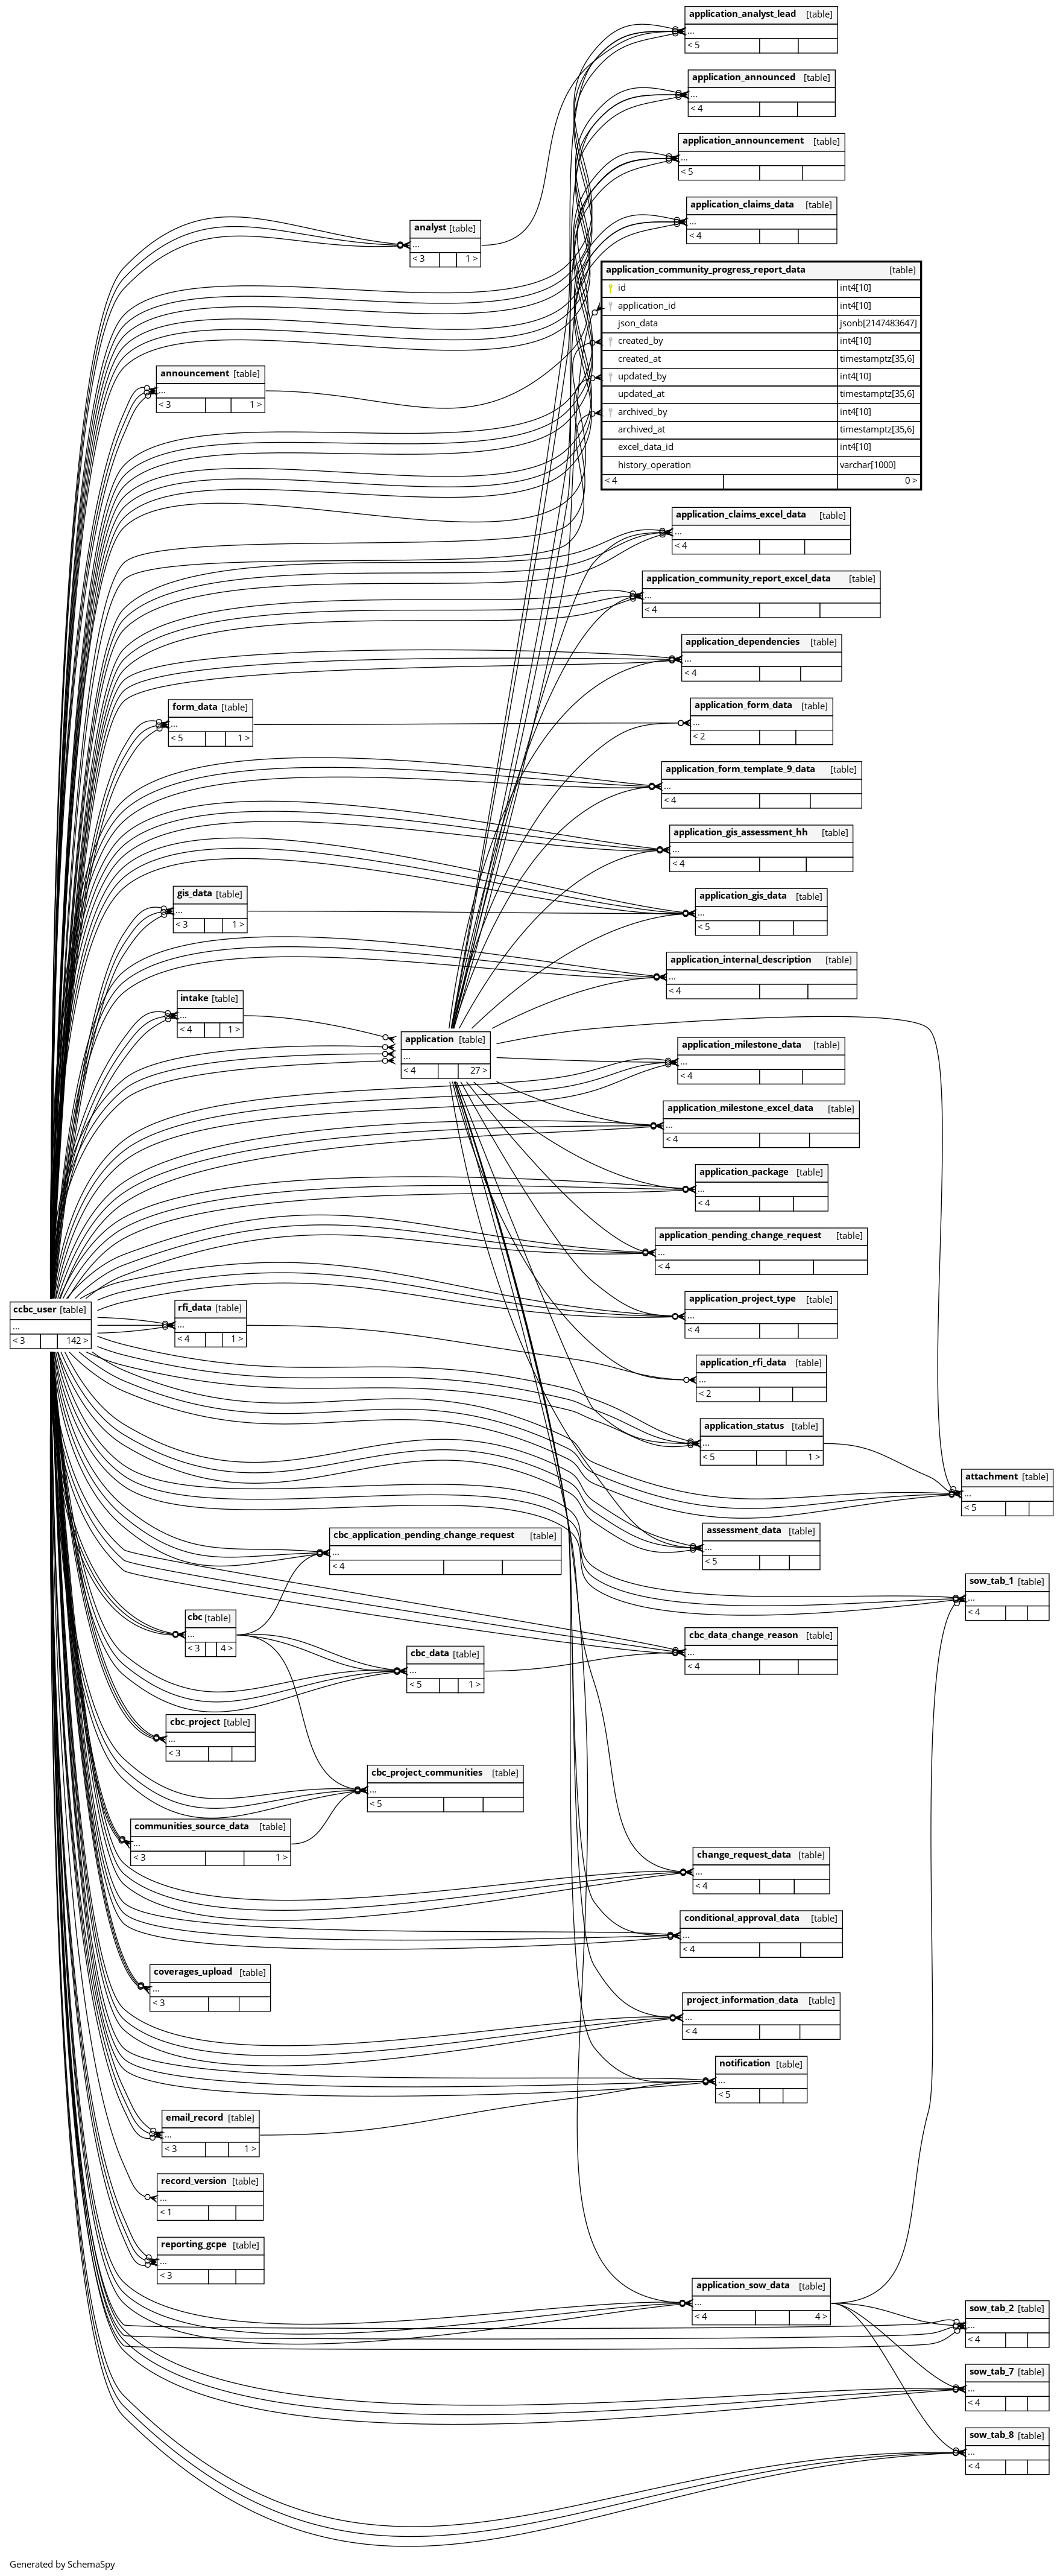 application_analyst_lead [table]
...
< 5
application_announced [table]
...
< 4
application_announcement [table]
...
< 5
application_claims_data [table]
...
< 4
analyst [table]
...
< 3 1 >
application_community_progress_report_data [table]
id int4[10]
application_id int4[10]
json_data jsonb[2147483647]
created_by int4[10]
created_at timestamptz[35,6]
updated_by int4[10]
updated_at timestamptz[35,6]
archived_by int4[10]
archived_at timestamptz[35,6]
excel_data_id int4[10]
history_operation varchar[1000]
< 4 0 >
announcement [table]
...
< 3 1 >
application_claims_excel_data [table]
...
< 4
application_community_report_excel_data [table]
...
< 4
application_dependencies [table]
...
< 4
form_data [table]
...
< 5 1 >
application_form_data [table]
...
< 2
application_form_template_9_data [table]
...
< 4
application_gis_assessment_hh [table]
...
< 4
gis_data [table]
...
< 3 1 >
application_gis_data [table]
...
< 5
application_internal_description [table]
...
< 4
intake [table]
...
< 4 1 >
application [table]
...
< 4 27 >
application_milestone_data [table]
...
< 4
application_milestone_excel_data [table]
...
< 4
application_package [table]
...
< 4
application_pending_change_request [table]
...
< 4
ccbc_user [table]
...
< 3 142 >
rfi_data [table]
...
< 4 1 >
application_project_type [table]
...
< 4
application_rfi_data [table]
...
< 2
application_status [table]
...
< 5 1 >
attachment [table]
...
< 5
assessment_data [table]
...
< 5
cbc_application_pending_change_request [table]
...
< 4
sow_tab_1 [table]
...
< 4
cbc [table]
...
< 3 4 >
cbc_data [table]
...
< 5 1 >
cbc_data_change_reason [table]
...
< 4
cbc_project [table]
...
< 3
cbc_project_communities [table]
...
< 5
communities_source_data [table]
...
< 3 1 >
change_request_data [table]
...
< 4
conditional_approval_data [table]
...
< 4
coverages_upload [table]
...
< 3
project_information_data [table]
...
< 4
notification [table]
...
< 5
email_record [table]
...
< 3 1 >
record_version [table]
...
< 1
reporting_gcpe [table]
...
< 3
application_sow_data [table]
...
< 4 4 >
sow_tab_2 [table]
...
< 4
sow_tab_7 [table]
...
< 4
sow_tab_8 [table]
...
< 4
Generated by SchemaSpy